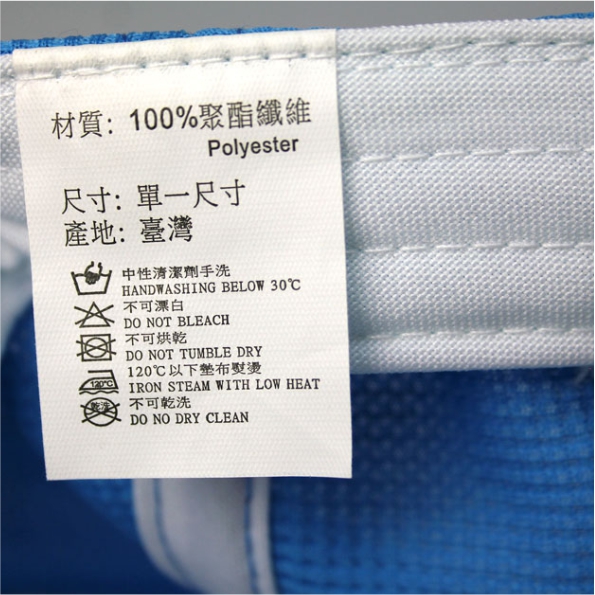 材質: 100%聚酯纖維
Polyester
尺寸: 單一尺寸
產地: 臺灣
中性清潔劑手洗
HANDWASHING BELOW 30℃
不可漂白
DO NOT BLEACH
不可烘乾
DO NOT TUMBLE DRY
120℃以下墊布熨燙
120℃
IRON STEAM WITH LOW HEAT
不可乾洗
乾洗
DO NO DRY CLEAN